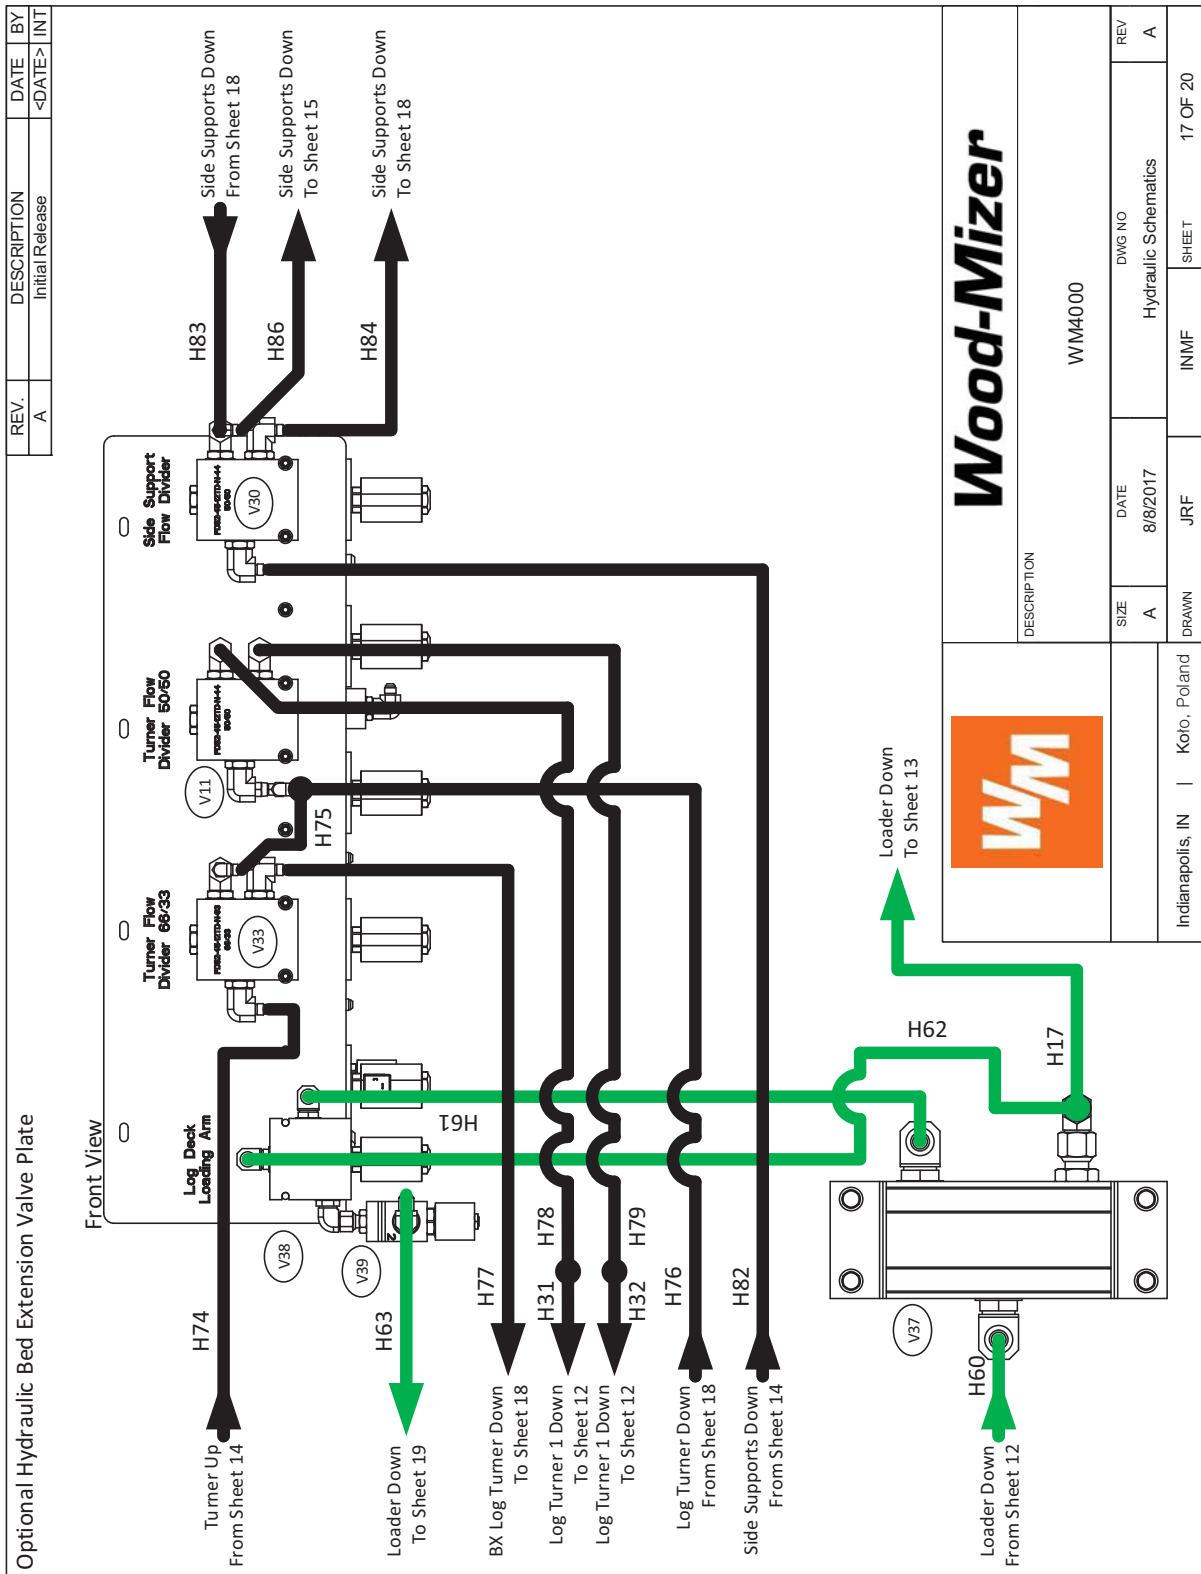 Optional Hydraulic Bed Extension Valve Plate
REV.
DESCRIPTION
DATE
BY
A
Initial Release
<DATE>
INT
Front View
Log Deck
Loading Arm
Turner Flow
Divider 66/33
Turner Flow
Divider 50/50
Side Support
Flow Divider
V38
V39
V33
66/33
V11
50/50
V30
50/50
2
H74
Turner Up
From Sheet 14
H63
Loader Down
To Sheet 19
H77
BX Log Turner Down
To Sheet 18
H31
H78
Log Turner 1 Down
To Sheet 12
H32
H79
Log Turner 1 Down
To Sheet 12
H76
Log Turner Down
From Sheet 18
H82
Side Supports Down
From Sheet 14
H75
H61
H62
H17
H83
Side Supports Down
From Sheet 18
H86
Side Supports Down
To Sheet 15
H84
Side Supports Down
To Sheet 18
Loader Down
To Sheet 13
V37
H60
Loader Down
From Sheet 12
WM
Wood-Mizer
DESCRIPTION
WM4000
SIZE
A
DATE
8/8/2017
DWG NO
Hydraulic Schematics
REV
A
Indianapolis, IN | Koło, Poland
DRAWN
JRF
INMF
SHEET
17 OF 20